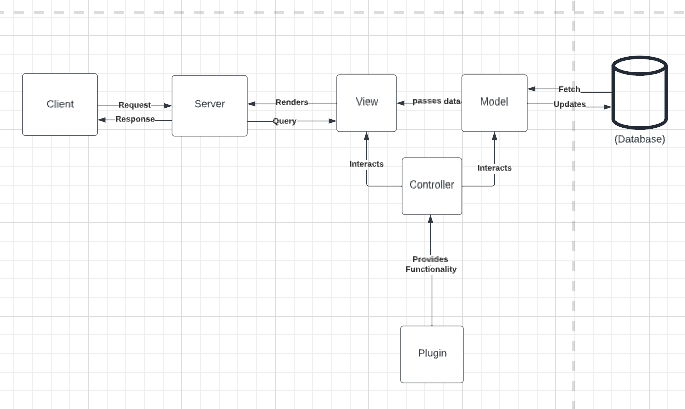 Client
Request
Response
Server
Renders
Query
View
passes data
Model
Fetch
Updates
(Database)
Interacts
Controller
Interacts
Provides
Functionality
Plugin